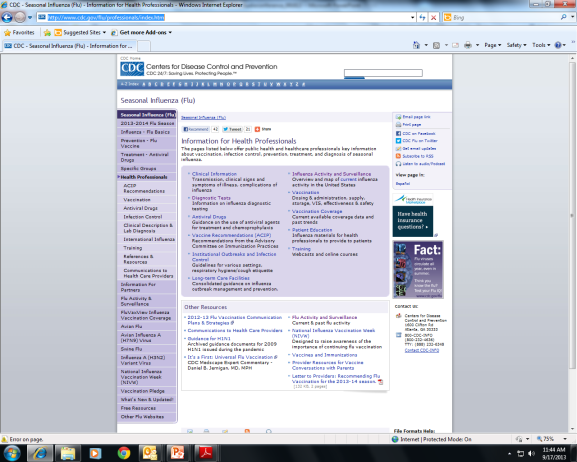 CDC - Seasonal Influenza (Flu) - Information for Health Professionals - Windows Internet Explorer
http://www.cdc.gov/flu/professionals/index.htm
Bing
Favorites
Suggested Sites
Get more Add-ons
CDC - Seasonal Influenza (Flu) - Information for ...
Page
Safety
Tools
CDC Home
CDC
Centers for Disease Control and Prevention
CDC 24/7: Saving Lives. Protecting People.™
A-Z Index A B C D E F G H I J K L M N O P Q R S T U V W X Y Z #
Seasonal Influenza (Flu)
Seasonal Influenza (Flu)
2013-2014 Flu Season
Influenza - Flu Basics
Prevention - Flu
Vaccine
Treatment - Antiviral
Drugs
Specific Groups
Health Professionals
ACIP
Recommendations
Vaccination
Antiviral Drugs
Infection Control
Clinical Description &
Lab Diagnosis
International Influenza
Training
References &
Resources
Communications to
Health Care Providers
Information For
Partners
Flu Activity &
Surveillance
FluVaxView Influenza
Vaccination Coverage
Avian Flu
Avian Influenza A
(H7N9) Virus
Swine Flu
Influenza A (H3N2)
Variant Virus
National Influenza
Vaccination Week
(NIVW)
Vaccination Pledge
What's New & Updated!
Free Resources
Other Flu Websites
Seasonal Influenza (Flu)
Recommend
Tweet
Share
Information for Health Professionals
The pages listed below offer public and healthcare professionals key information
about vaccination, infection control, prevention, treatment, and diagnosis of seasonal
influenza.
Clinical Information
Transmission, clinical signs and
symptoms of illness, complications of
influenza
Diagnostic Tests
Information on influenza diagnostic
testing
Antiviral Drugs
Guidance on the use of antiviral agents
for treatment and chemoprophylaxis
Vaccine Recommendations (ACIP)
Recommendations from the Advisory
Committee on Immunization Practices
Institutional Outbreaks and Infection
Control
Guidelines for various settings,
respiratory hygiene/cough etiquette
Long-term Care Facilities
Consolidated guidance on influenza
outbreak management and prevention.
Influenza Activity & Surveillance
Overview and map of current influenza
activity in the United States
Vaccination
Dosing & administration, supply,
storage, VIS, effectiveness & safety
Vaccination Coverage
Current available coverage data and
past trends
Patient Education
Influenza materials for health
professionals to provide to patients
Training
Webcasts and online courses
Other Resources
2012-13 Flu Vaccination Communication
Plans & Strategies
Communications to Health Care Providers
Guidance for H1N1
Archived guidance documents for 2009
H1N1 issued during the pandemic
It's a First: Universal Flu Vaccination
CDC Medscape Expert Commentary -
Daniel B. Jernigan, MD, MPH
Flu Activity & Surveillance
Current & past flu activity
National Influenza Vaccination Week
(NIVW)
Designed to raise awareness of the
importance of continuing flu vaccination
Vaccines and Immunizations
Provider Resources for Vaccine
Conversations with Parents
Letter to Providers: Recommending Flu
Vaccination for the 2013-14 season.
Email page link
Print page
CDC on Facebook
CDC Flu on Twitter
Get email updates
Subscribe to RSS
Listen to audio/Podcast
View page in:
Español
Have health
insurance
questions?
Fact:
Flu viruses
circulate all
year, even in
summer.
Contact Us:
Centers for Disease
Control and Prevention
1600 Clifton Rd
Atlanta, GA 30333
800-CDC-INFO
(800-232-4636)
TTY: (888) 232-6348
Contact CDC-INFO
File Formats Help:
Error on page.
Internet | Protected Mode: On
75%
11:44 AM
9/17/2013